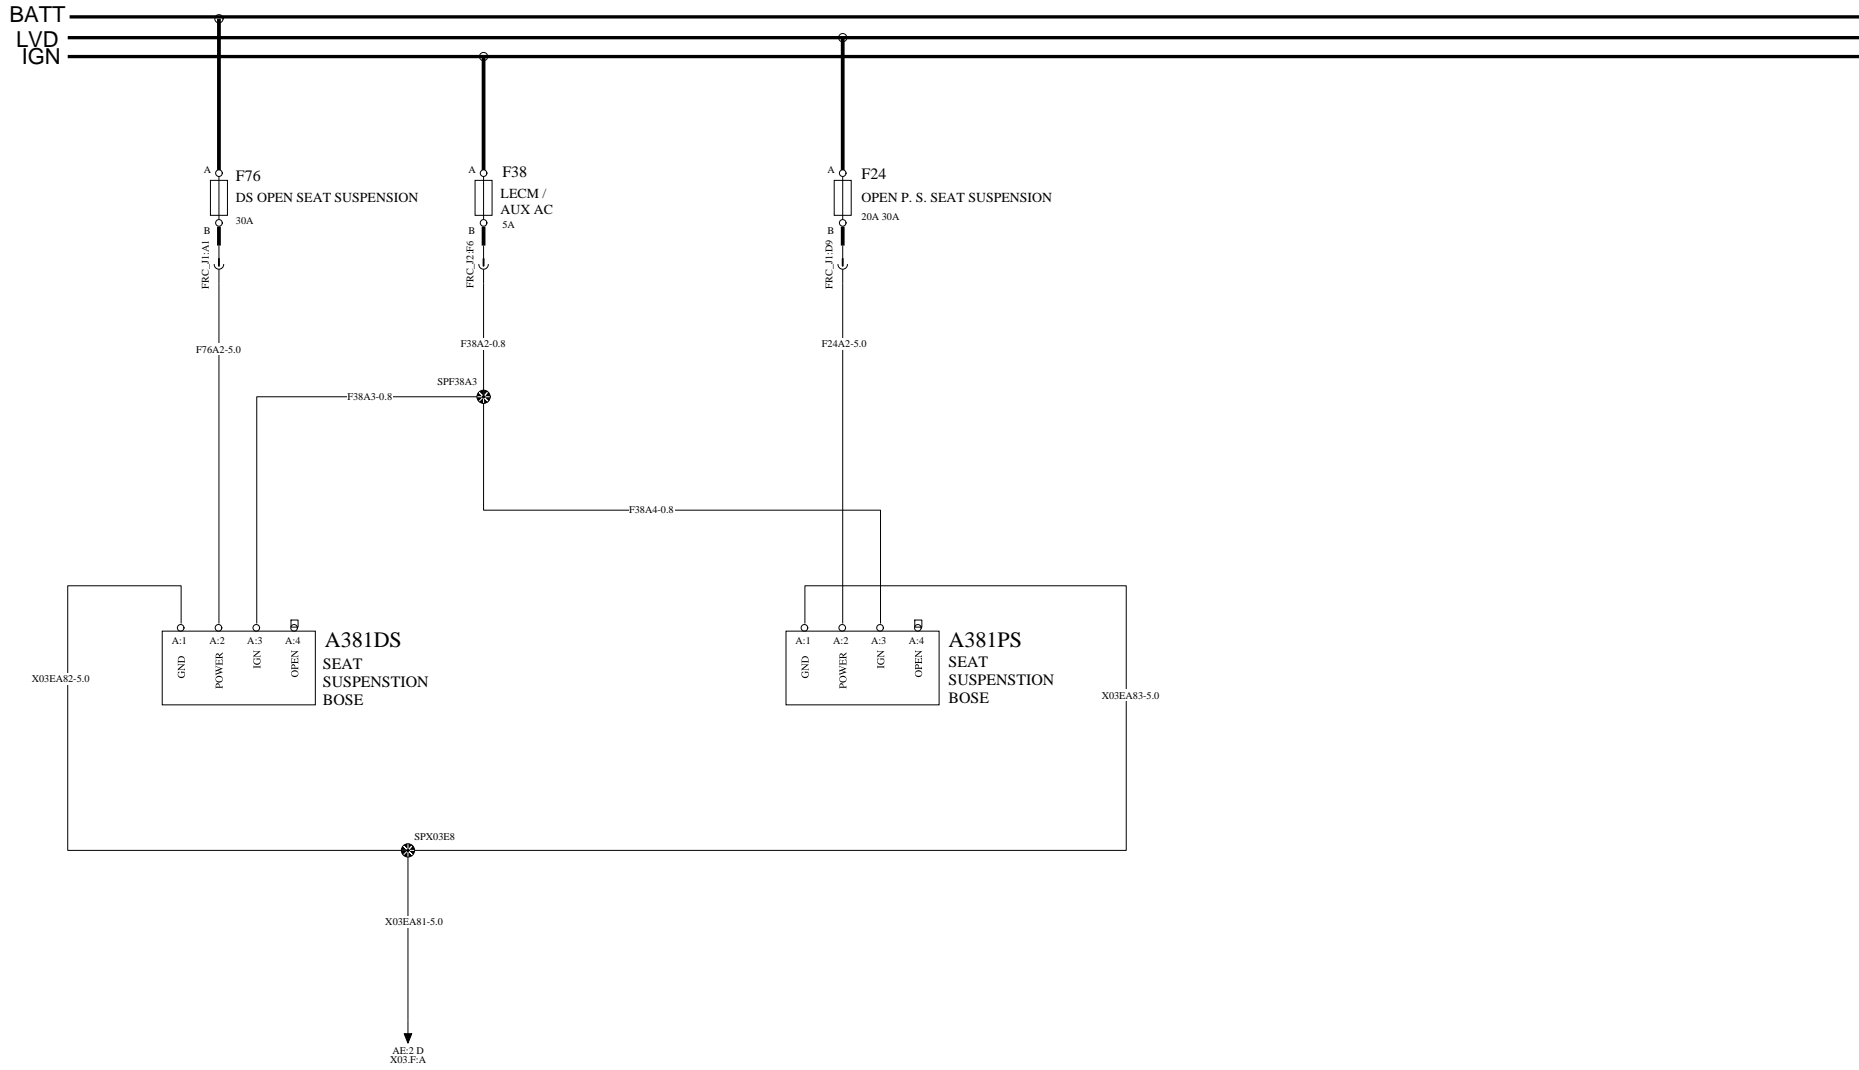 BATT
LVD
IGN
A
F76
DS OPEN SEAT SUSPENSION
30A
B
FRC_J1:A1
A
F38
LECM /
AUX AC
5A
B
FRC_J2:F6
A
F24
OPEN P. S. SEAT SUSPENSION
20A 30A
B
FRC_J1:D9
F76A2-5.0
F38A2-0.8
F24A2-5.0
SPF38A3
F38A3-0.8
F38A4-0.8
A:1
A:2
A:3
A:4
GND
POWER
IGN
OPEN
A381DS
SEAT
SUSPENSTION
BOSE
A:1
A:2
A:3
A:4
GND
POWER
IGN
OPEN
A381PS
SEAT
SUSPENSTION
BOSE
X03EA82-5.0
X03EA83-5.0
SPX03E8
X03EA81-5.0
AE:2 D
X03.F:A